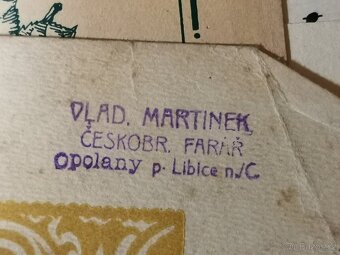 VLAD. MARTINEK,
ČESKOBR. FARÁŘ
Opolany p. Libice n./C